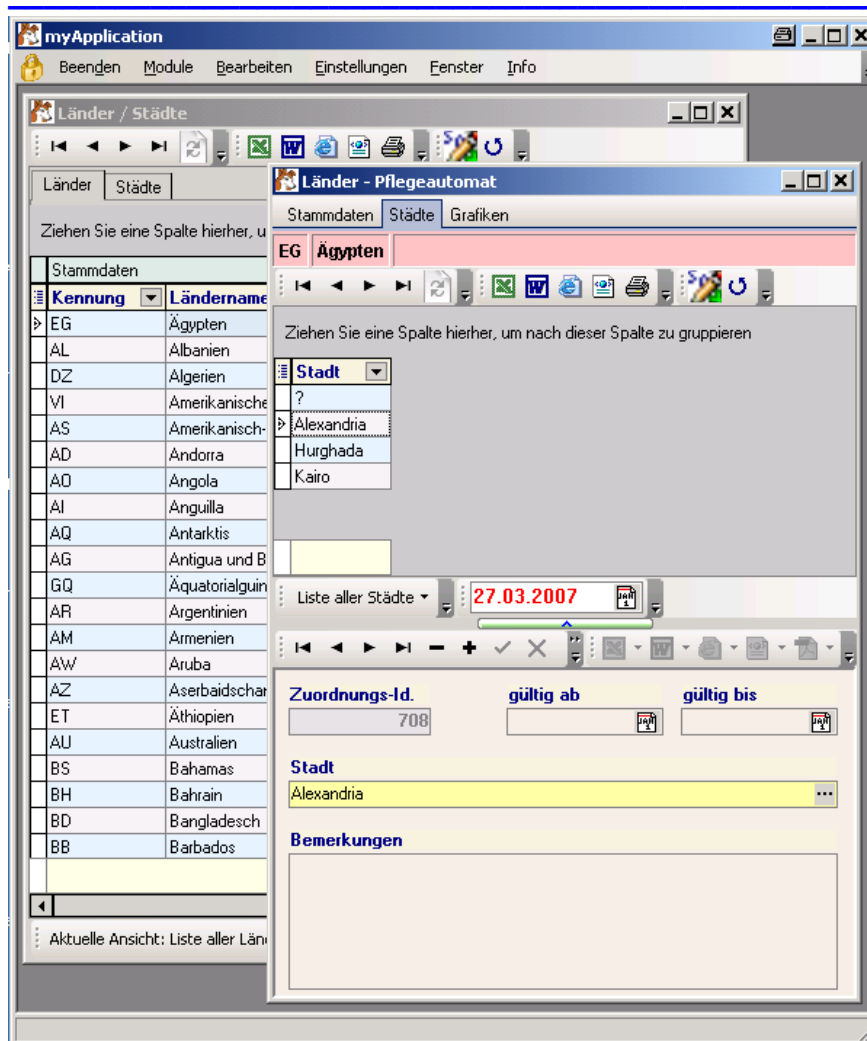 myApplication
Beenden Module Bearbeiten Einstellungen Fenster Info
Länder / Städte
Länder Städte
Ziehen Sie eine Spalte hierher, u
Stammdaten
Kennung Ländername
EG Ägypten
AL Albanien
DZ Algerien
VI Amerikanische
AS Amerikanisch-
AD Andorra
AO Angola
AI Anguilla
AQ Antarktis
AG Antigua und B
GQ Äquatorialguin
AR Argentinien
AM Armenien
AW Aruba
AZ Aserbaidschan
ET Äthiopien
AU Australien
BS Bahamas
BH Bahrain
BD Bangladesch
BB Barbados
Aktuelle Ansicht: Liste aller Län
Länder - Pflegeautomat
Stammdaten Städte Grafiken
EG Ägypten
Ziehen Sie eine Spalte hierher, um nach dieser Spalte zu gruppieren
Stadt
?
Alexandria
Hurghada
Kairo
Liste aller Städte 27.03.2007
Zuordnungs-Id. gültig ab gültig bis
708
Stadt
Alexandria ...
Bemerkungen